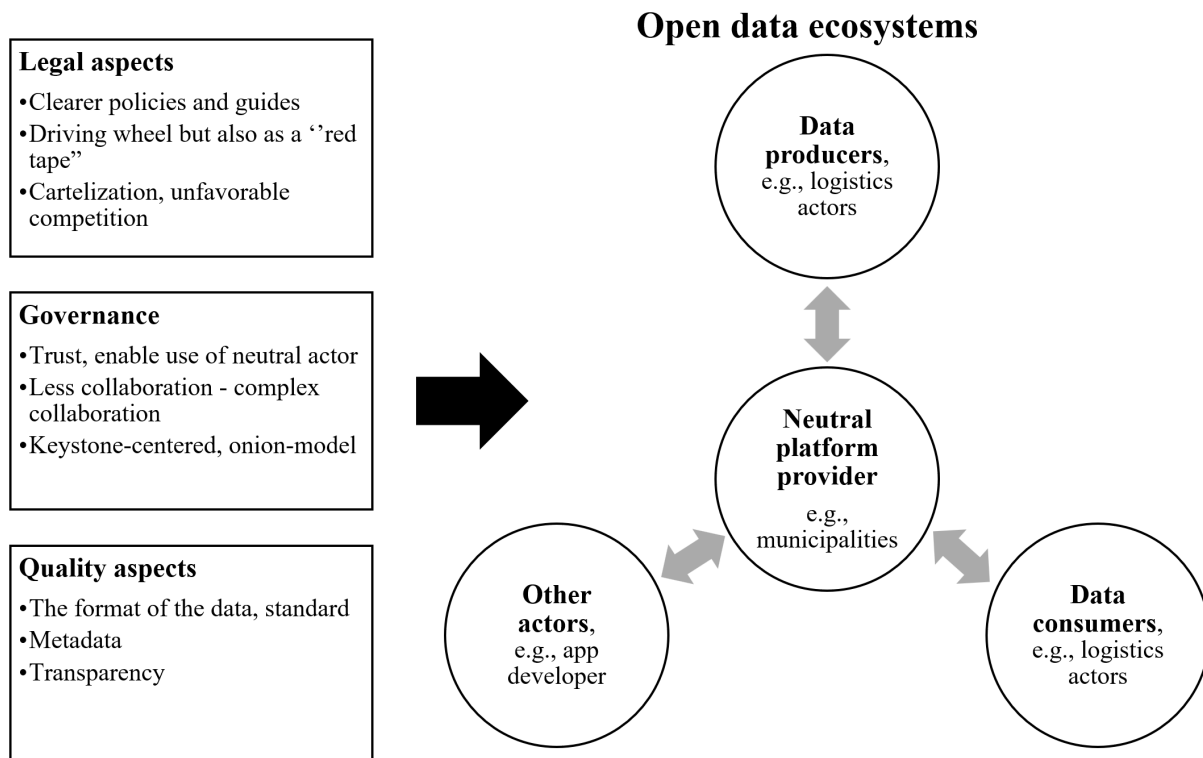 Open data ecosystems
Legal aspects
•Clearer policies and guides
•Driving wheel but also as a ‘’red
tape”
•Cartelization, unfavorable
competition
Governance
•Trust, enable use of neutral actor
•Less collaboration - complex
collaboration
•Keystone-centered, onion-model
Quality aspects
•The format of the data, standard
•Metadata
•Transparency
Data
producers,
e.g., logistics
actors
Neutral
platform
provider
e.g.,
municipalities
Other
actors,
e.g., app
developer
Data
consumers,
e.g., logistics
actors